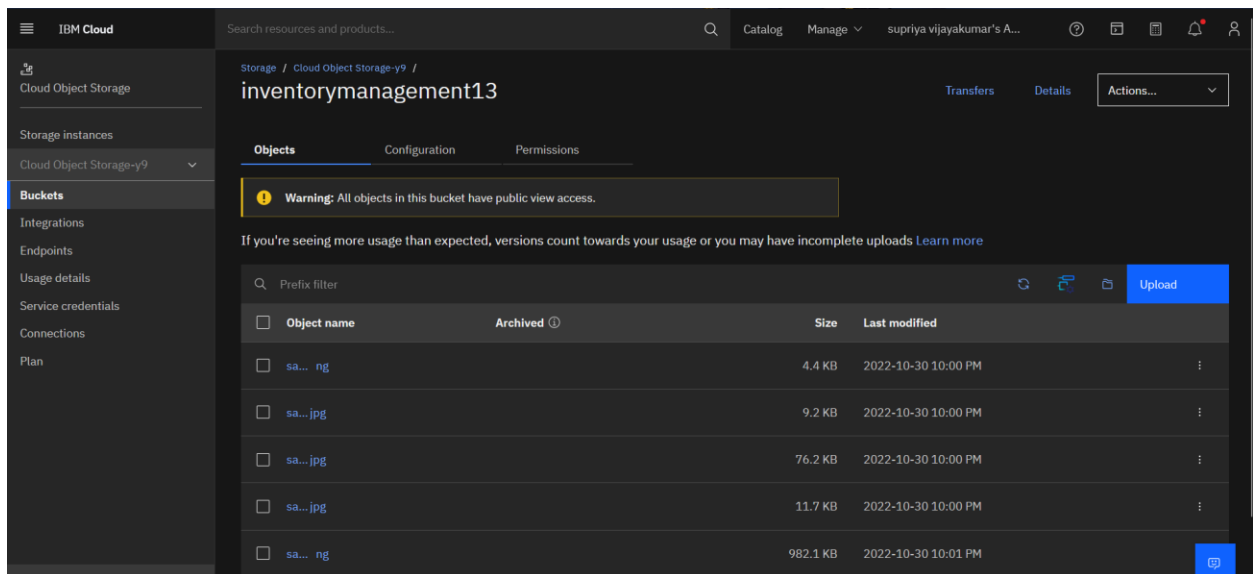 IBM Cloud
Search resources and products...
Catalog
Manage
supriya vijayakumar's A...
Cloud Object Storage
Storage instances
Cloud Object Storage-y9
Buckets
Integrations
Endpoints
Usage details
Service credentials
Connections
Plan
Storage / Cloud Object Storage-y9 /
inventorymanagement13
Transfers
Details
Actions...
Objects
Configuration
Permissions
Warning: All objects in this bucket have public view access.
If you're seeing more usage than expected, versions count towards your usage or you may have incomplete uploads Learn more
Prefix filter
Upload
Object name Archived Size Last modified
sa... ng 4.4 KB 2022-10-30 10:00 PM
sa...jpg 9.2 KB 2022-10-30 10:00 PM
sa...jpg 76.2 KB 2022-10-30 10:00 PM
sa...jpg 11.7 KB 2022-10-30 10:00 PM
sa... ng 982.1 KB 2022-10-30 10:01 PM